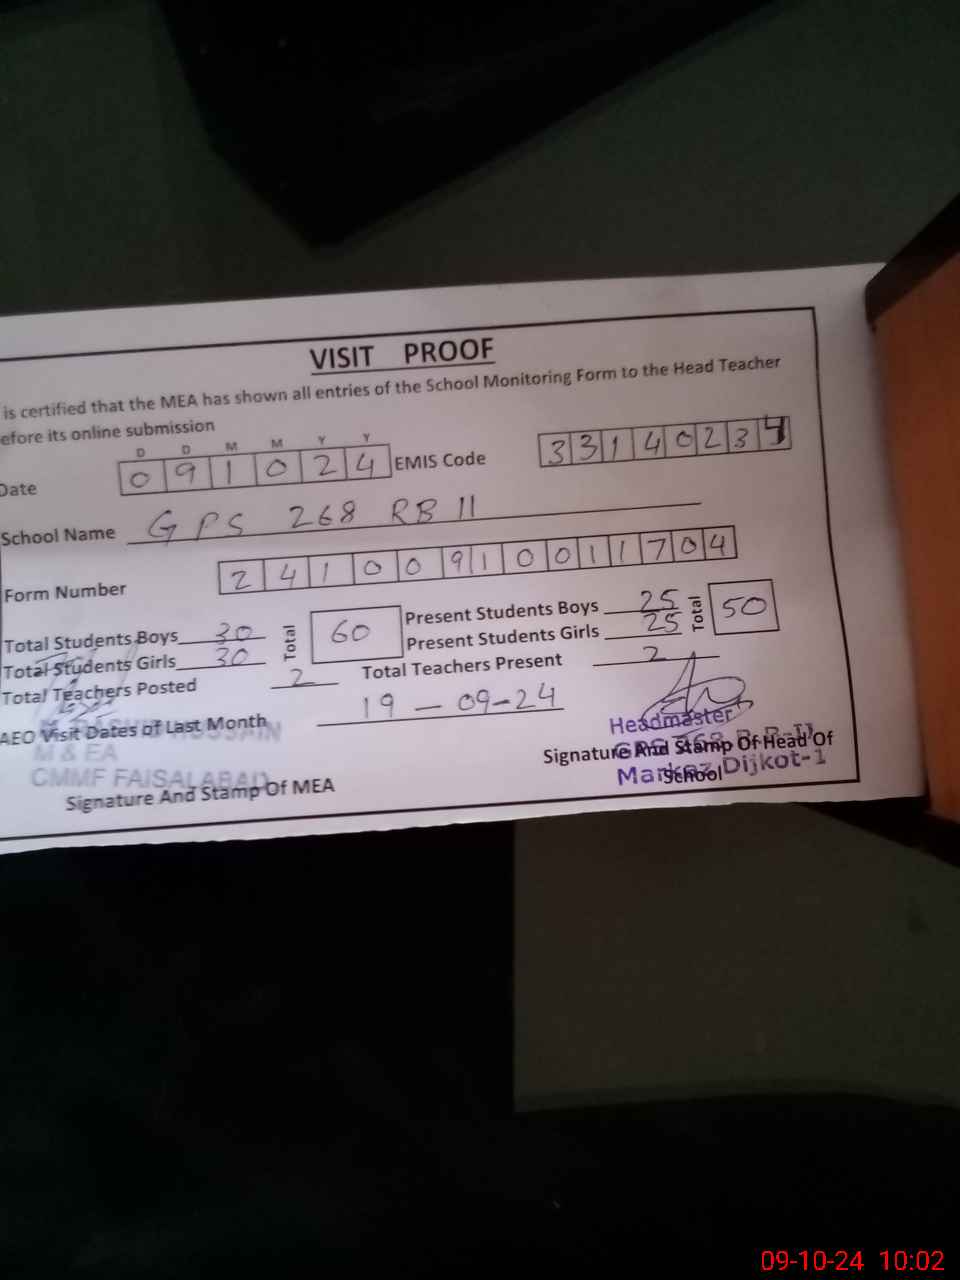 VISIT PROOF
is certified that the MEA has shown all entries of the School Monitoring Form to the Head Teacher
efore its online submission
D D M M Y Y
Date 0 9 1 0 2 4 EMIS Code 3 3 1 4 0 2 3 4
School Name GPS 268 RB II
Form Number 2 4 1 0 0 9 1 0 0 1 1 7 0 4
Total Students Boys 30 Total 60 Present Students Boys 25 Total 50
Total Students Girls 30 Present Students Girls 25
Total Teachers Posted 2 Total Teachers Present 2
AEO Visit Dates of Last Month 19-09-24
HUSSAIN
M & EA
CMMF FAISALABAD
Signature And Stamp Of MEA
Headmaster
Signature And Stamp Of Head Of
School
Markaz Dijkot-1
09-10-24 10:02